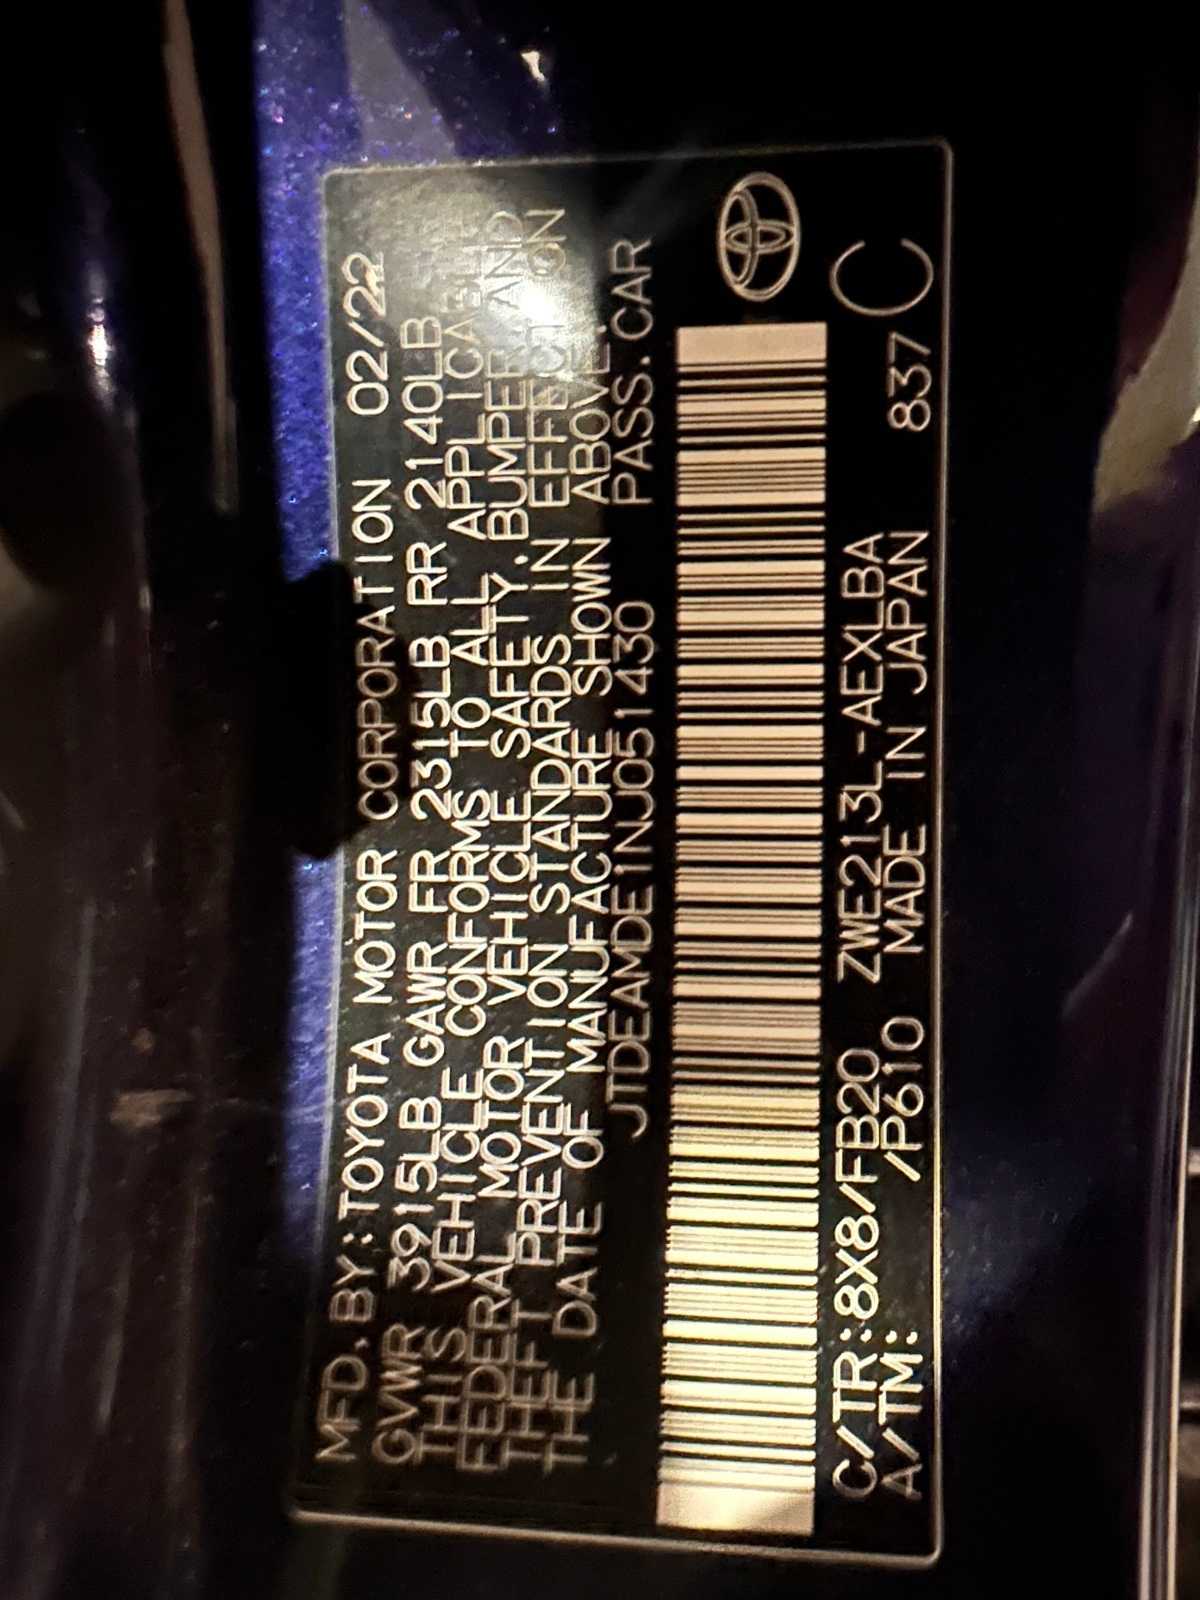 MFD. BY: TOYOTA MOTOR CORPORATION 02/22
GVWR 3915LB GAWR FR 2315LB RR 2140LB
THIS VEHICLE CONFORMS TO ALL APPLICABLE
FEDERAL MOTOR VEHICLE SAFETY, BUMPER, AND
THEFT PREVENTION STANDARDS IN EFFECT ON
THE DATE OF MANUFACTURE SHOWN ABOVE.
JTDEAMDE1NJ051430 PASS.CAR
C/TR:8X8/FB20 ZWE213L-AEXLBA
A/TM: /P610 MADE IN JAPAN 837 C